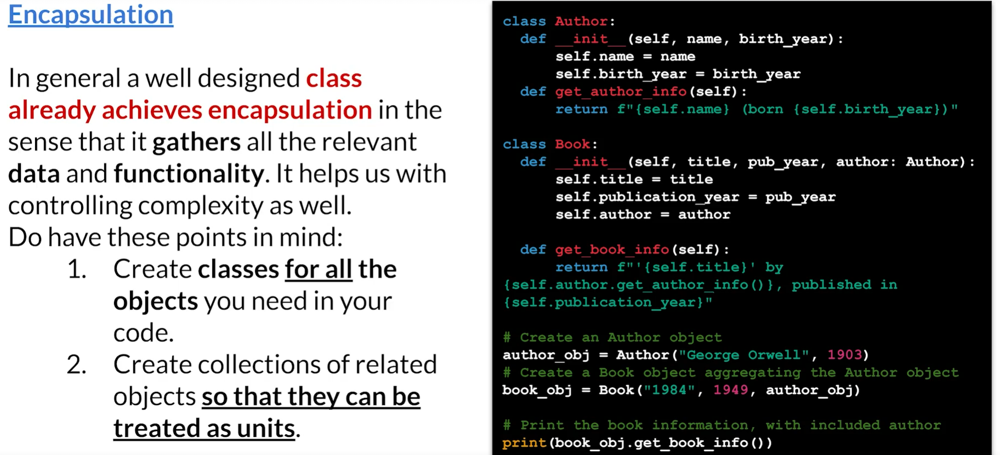 Encapsulation
In general a well designed class
already achieves encapsulation in the
sense that it gathers all the relevant
data and functionality. It helps us with
controlling complexity as well.
Do have these points in mind:
1. Create classes for all the
objects you need in your
code.
2. Create collections of related
objects so that they can be
treated as units.
class Author:
  def __init__(self, name, birth_year):
      self.name = name
      self.birth_year = birth_year
  def get_author_info(self):
      return f"{self.name} (born {self.birth_year})"
class Book:
  def __init__(self, title, pub_year, author: Author):
      self.title = title
      self.publication_year = pub_year
      self.author = author
  def get_book_info(self):
      return f"'{self.title}' by
{self.author.get_author_info()}, published in
{self.publication_year}"
# Create an Author object
author_obj = Author("George Orwell", 1903)
# Create a Book object aggregating the Author object
book_obj = Book("1984", 1949, author_obj)
# Print the book information, with included author
print(book_obj.get_book_info())